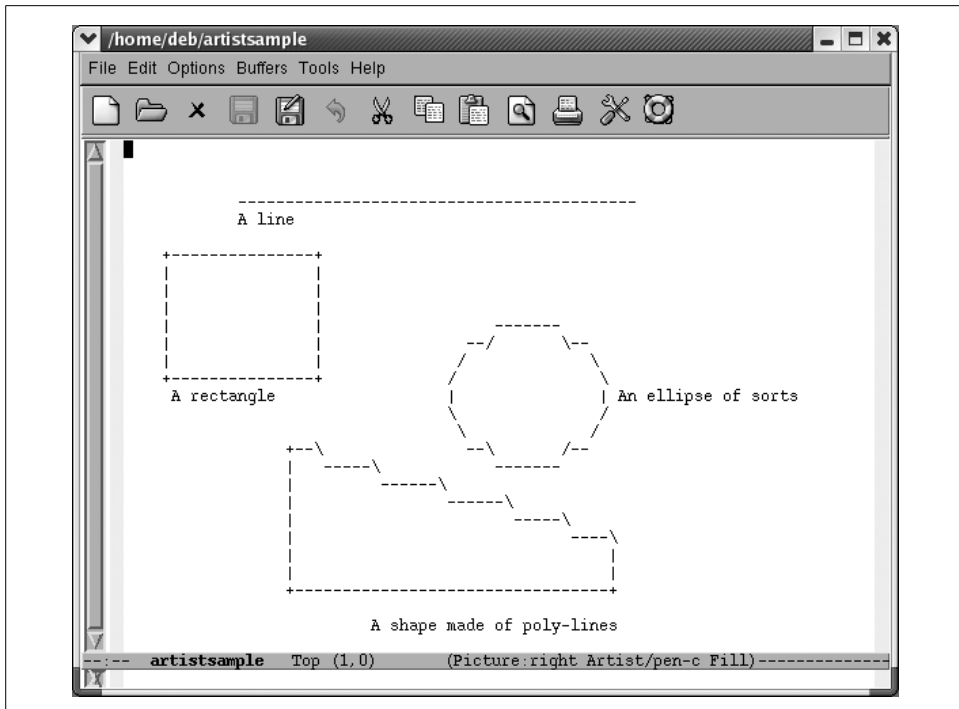 /home/deb/artistsample
File Edit Options Buffers Tools Help
A line
A rectangle
An ellipse of sorts
A shape made of poly-lines
--:-- artistsample Top (1,0) (Picture:right Artist/pen-c Fill)--------------